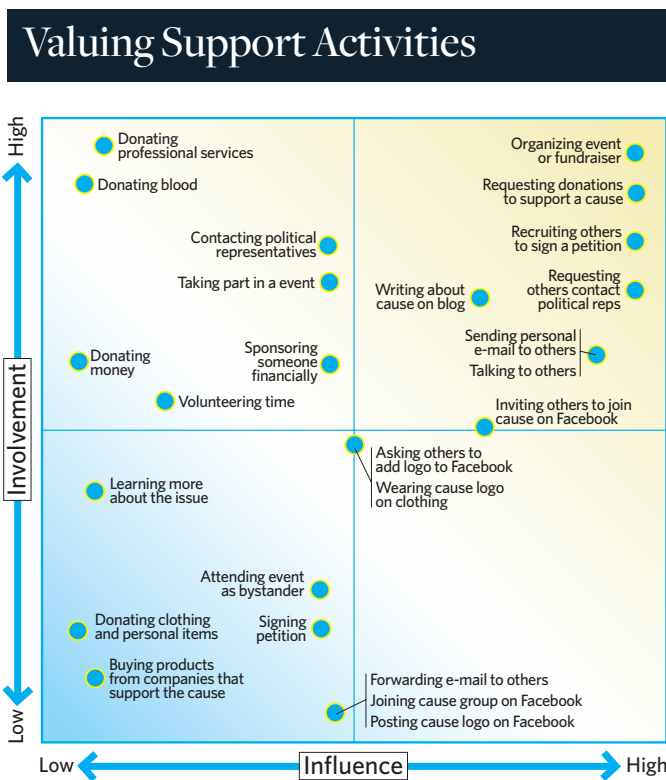 Valuing Support Activities
High
Donating
professional services
Donating blood
Contacting political
representatives
Taking part in a event
Donating
money
Sponsoring
someone
financially
Volunteering time
Organizing event
or fundraiser
Requesting donations
to support a cause
Recruiting others
to sign a petition
Requesting
others contact
political reps
Writing about
cause on blog
Sending personal
e-mail to others
Talking to others
Inviting others to join
cause on Facebook
Involvement
Asking others to
add logo to Facebook
Wearing cause logo
on clothing
Learning more
about the issue
Attending event
as bystander
Donating clothing
and personal items
Signing
petition
Buying products
from companies that
support the cause
Forwarding e-mail to others
Joining cause group on Facebook
Posting cause logo on Facebook
Low
Low
Influence
High